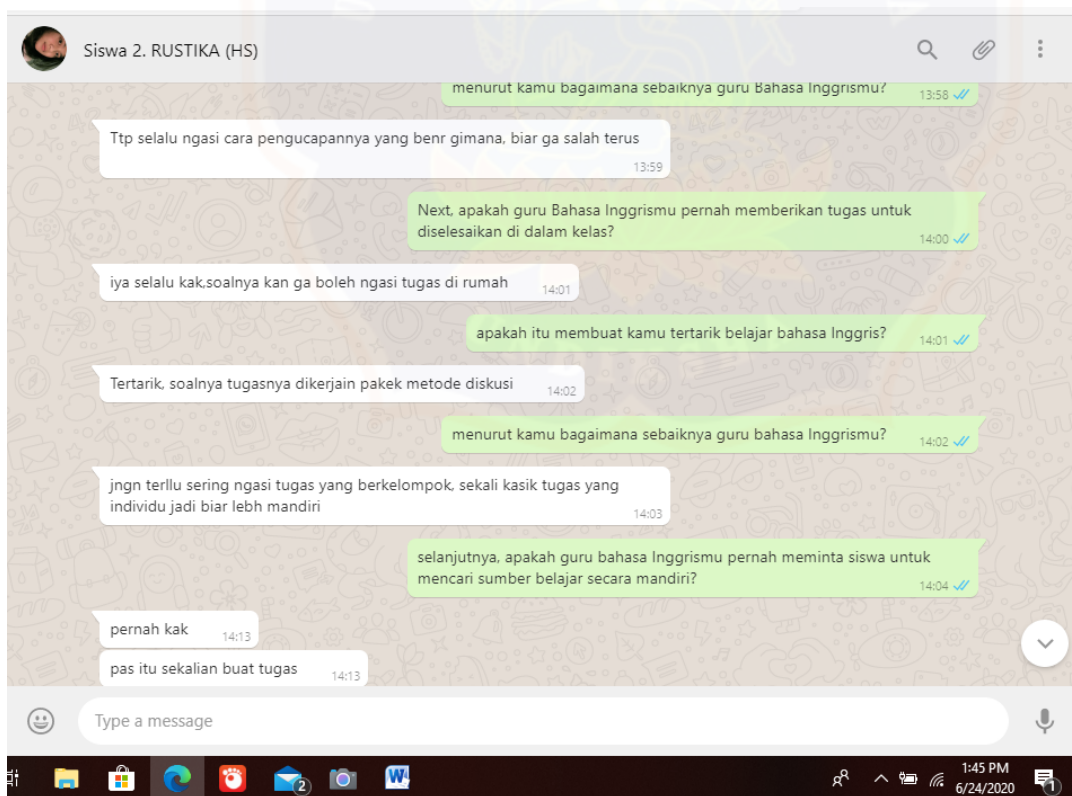 Siswa 2. RUSTIKA (HS)
menurut kamu bagaimana sebaiknya guru Bahasa Inggrismu?
13:58
Ttp selalu ngasi cara pengucapannya yang benr gimana, biar ga salah terus
13:59
Next, apakah guru Bahasa Inggrismu pernah memberikan tugas untuk
diselesaikan di dalam kelas?
14:00
iya selalu kak,soalnya kan ga boleh ngasi tugas di rumah
14:01
apakah itu membuat kamu tertarik belajar bahasa Inggris?
14:01
Tertarik, soalnya tugasnya dikerjain pakek metode diskusi
14:02
menurut kamu bagaimana sebaiknya guru bahasa Inggrismu?
14:02
jngn terllu sering ngasi tugas yang berkelompok, sekali kasik tugas yang
individu jadi biar lebh mandiri
14:03
selanjutnya, apakah guru bahasa Inggrismu pernah meminta siswa untuk
mencari sumber belajar secara mandiri?
14:04
pernah kak
14:13
pas itu sekalian buat tugas
14:13
Type a message
2
W
1:45 PM
6/24/2020
1